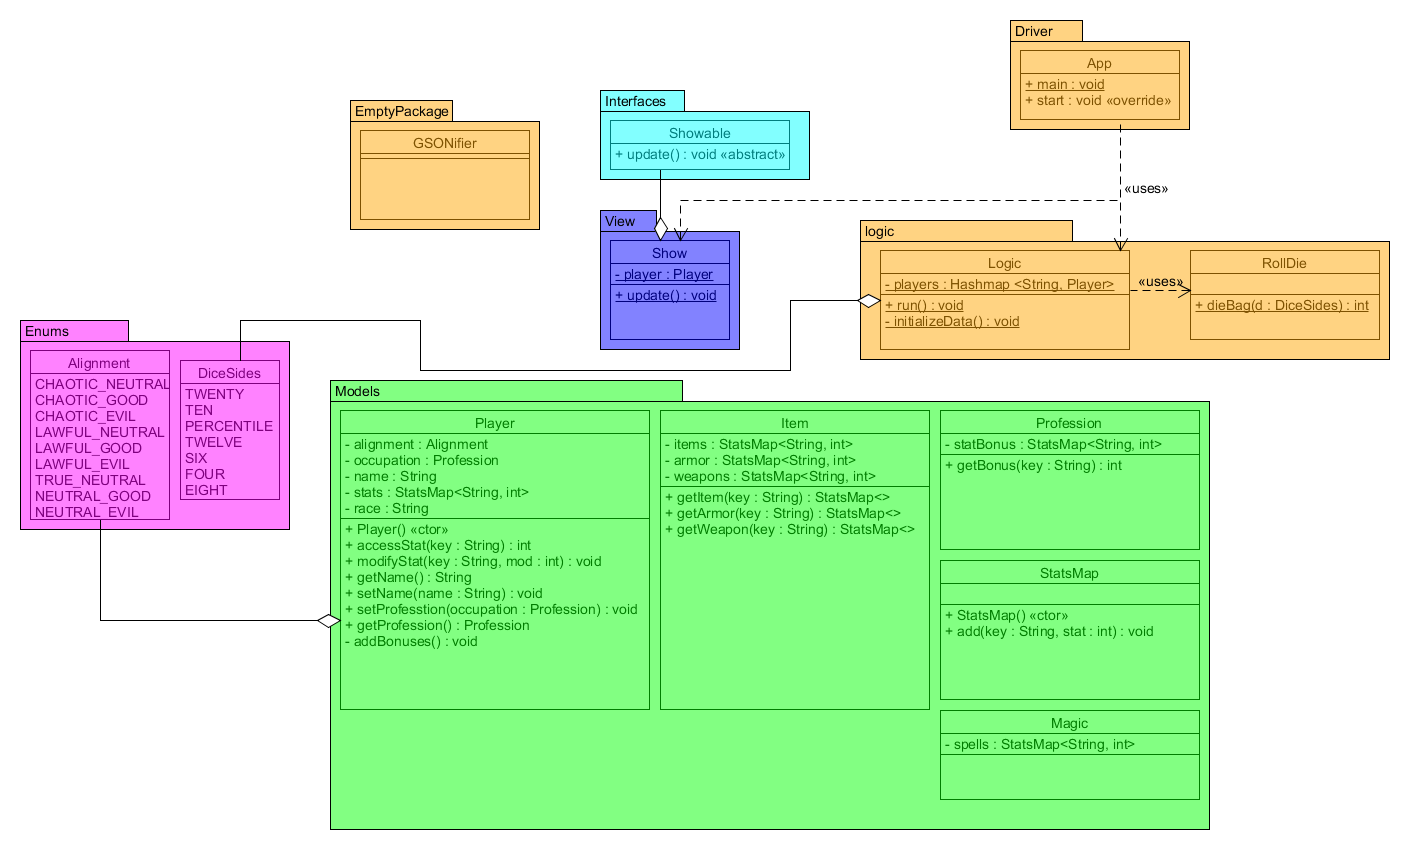 Driver
App
+ main : void
+ start : void «override»
EmptyPackage
GSONifier
Interfaces
Showable
+ update() : void «abstract»
«uses»
View
Show
- player : Player
+ update() : void
logic
Logic
- players : Hashmap <String, Player>
+ run() : void
- initializeData() : void
«uses»
RollDie
+ dieBag(d : DiceSides) : int
Enums
Alignment
CHAOTIC_NEUTRAL
CHAOTIC_GOOD
CHAOTIC_EVIL
LAWFUL_NEUTRAL
LAWFUL_GOOD
LAWFUL_EVIL
TRUE_NEUTRAL
NEUTRAL_GOOD
NEUTRAL_EVIL
DiceSides
TWENTY
TEN
PERCENTILE
TWELVE
SIX
FOUR
EIGHT
Models
Player
- alignment : Alignment
- occupation : Profession
- name : String
- stats : StatsMap<String, int>
- race : String
+ Player() «ctor»
+ accessStat(key : String) : int
+ modifyStat(key : String, mod : int) : void
+ getName() : String
+ setName(name : String) : void
+ setProfesstion(occupation : Profession) : void
+ getProfession() : Profession
- addBonuses() : void
Item
- items : StatsMap<String, int>
- armor : StatsMap<String, int>
- weapons : StatsMap<String, int>
+ getItem(key : String) : StatsMap<>
+ getArmor(key : String) : StatsMap<>
+ getWeapon(key : String) : StatsMap<>
Profession
- statBonus : StatsMap<String, int>
+ getBonus(key : String) : int
StatsMap
+ StatsMap() «ctor»
+ add(key : String, stat : int) : void
Magic
- spells : StatsMap<String, int>